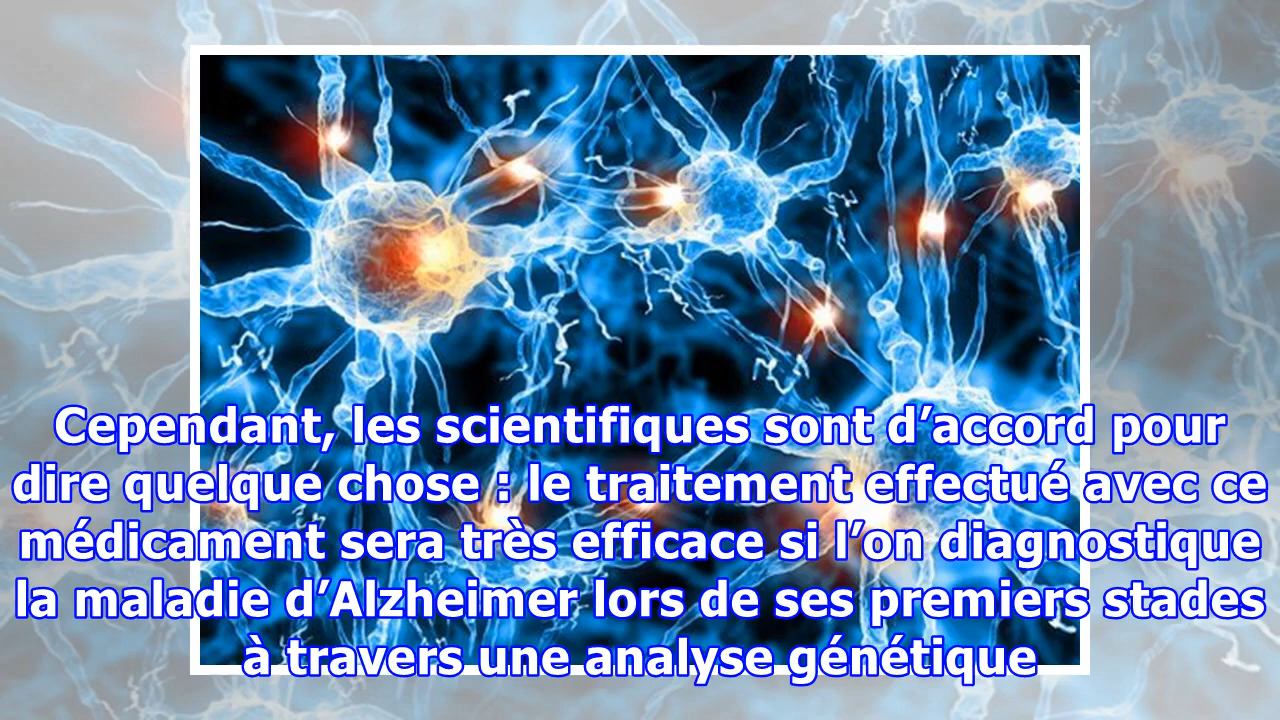 Cependant, les scientifiques sont d’accord pour
dire quelque chose : le traitement effectué avec ce
médicament sera très efficace si l’on diagnostique
la maladie d’Alzheimer lors de ses premiers stades
à travers une analyse génétique